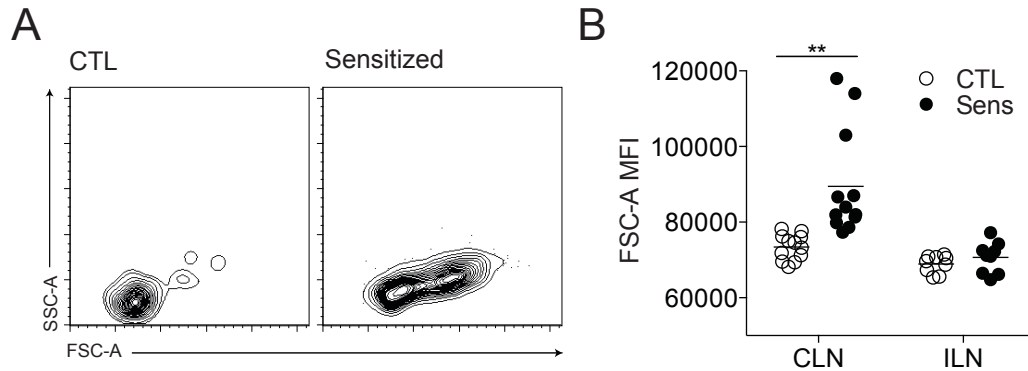 A
CTL
Sensitized
SSC-A
FSC-A
B
**
CTL
Sens
FSC-A MFI
120000
100000
80000
60000
CLN
ILN